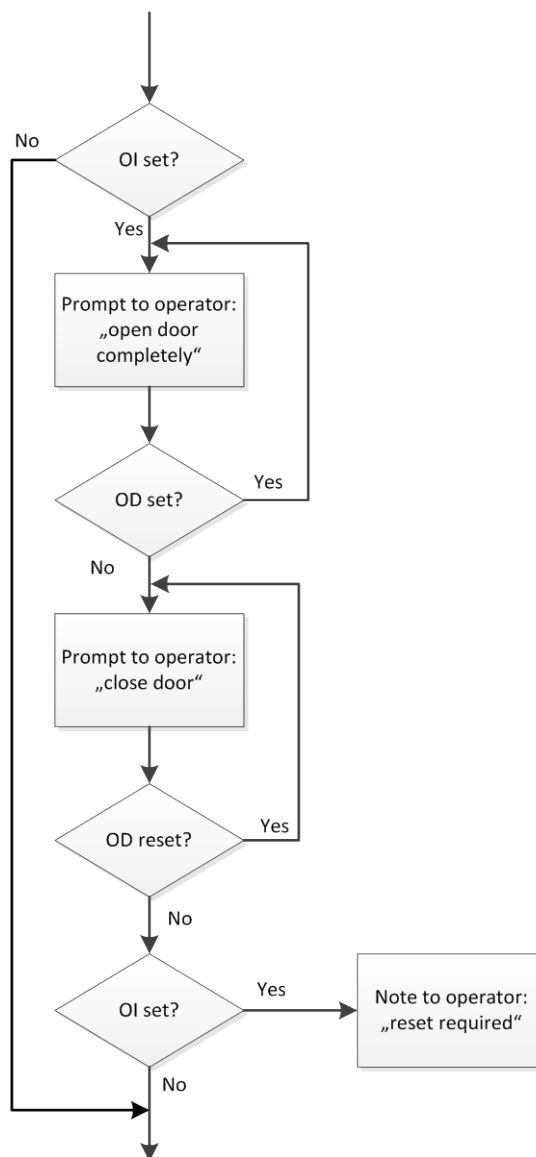 No
OI set?
Yes
Prompt to operator:
„open door
completely“
OD set?
Yes
No
Prompt to operator:
„close door“
OD reset?
Yes
No
OI set?
Yes
Note to operator:
„reset required“
No